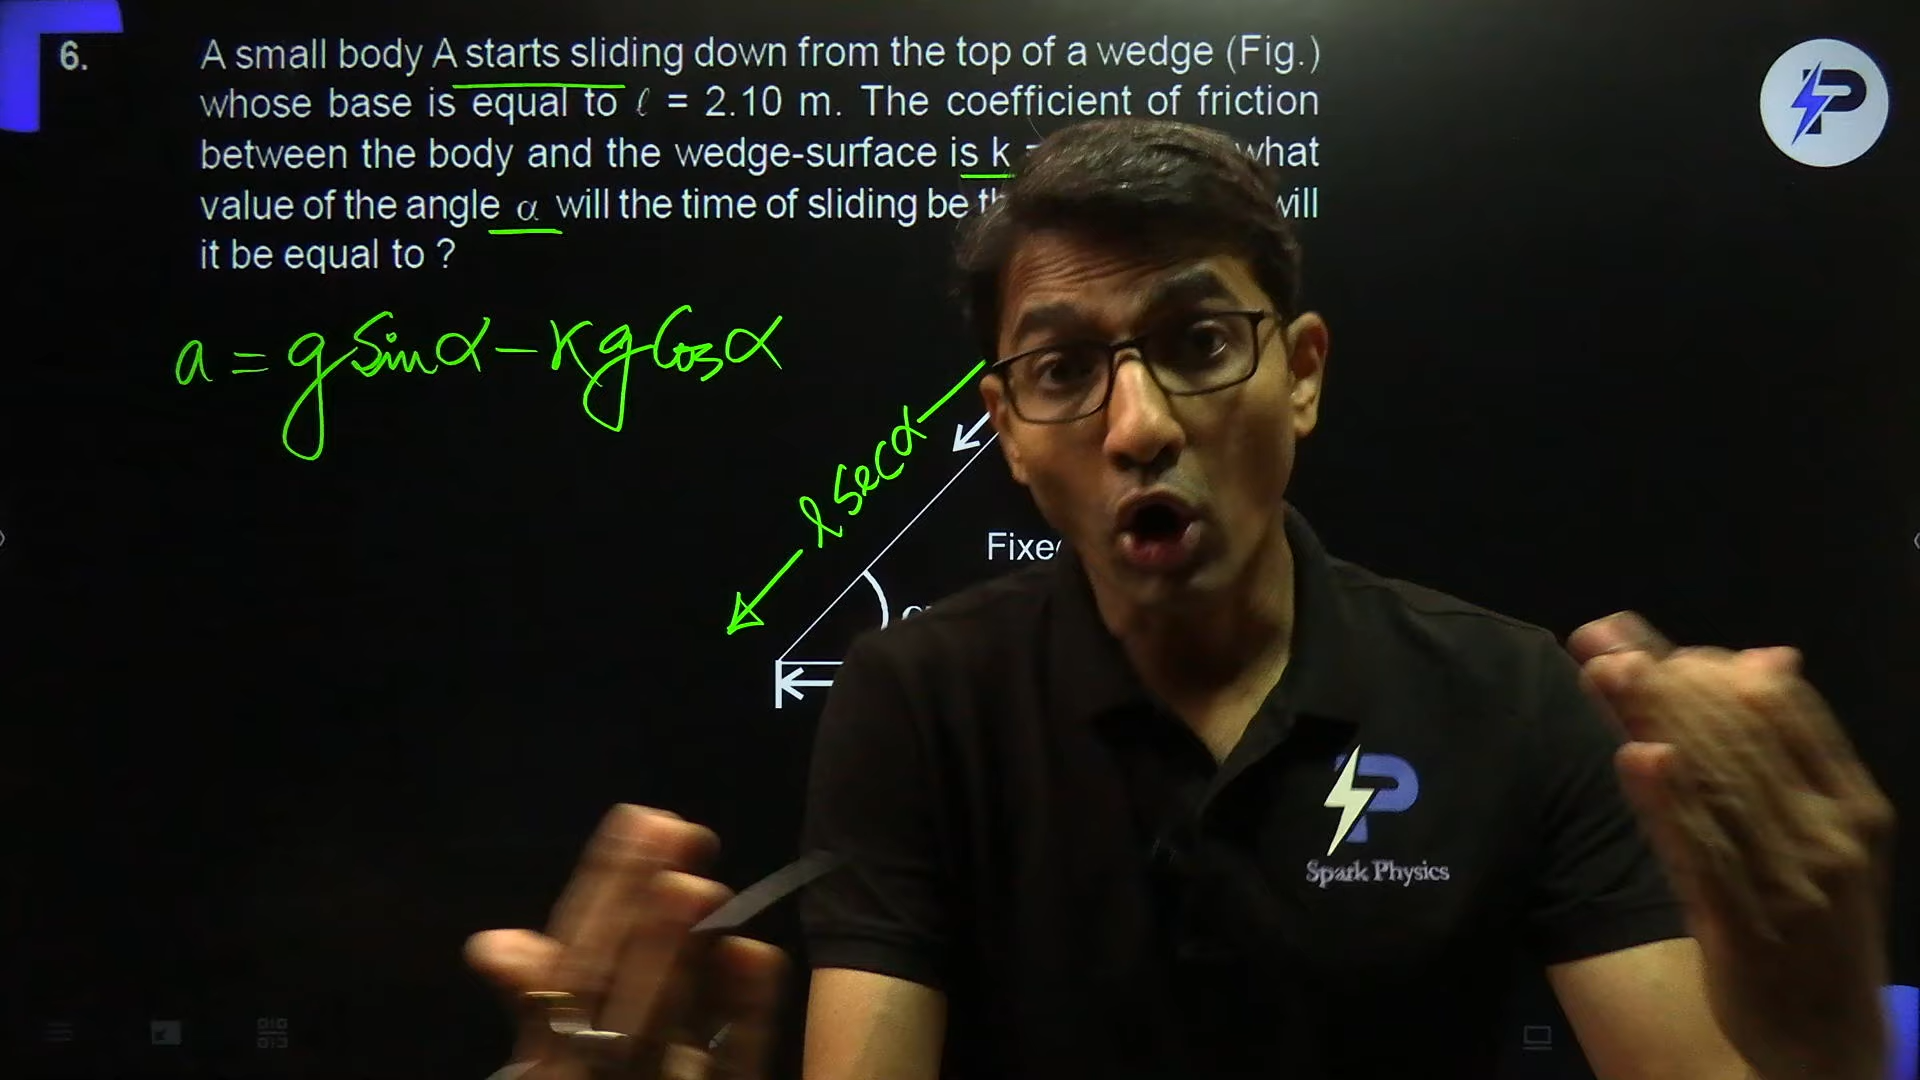 6.
A small body A starts sliding down from the top of a wedge (Fig.)
whose base is equal to ℓ = 2.10 m. The coefficient of friction
between the body and the wedge-surface is k what
value of the angle α will the time of sliding be will
it be equal to ?
a = g sin α - K g Cos α
l sec α
P
Spark Physics